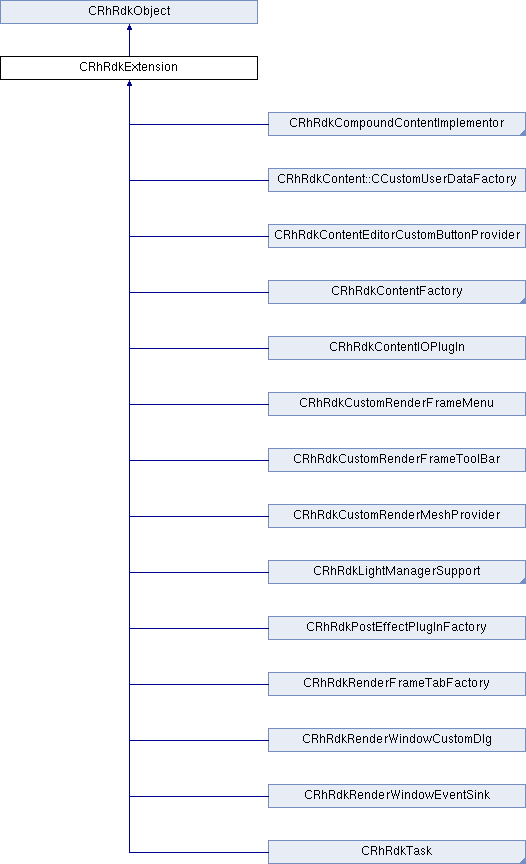 CRhRdkObject
CRhRdkExtension
CRhRdkCompoundContentImplementor
CRhRdkContent::CCustomUserDataFactory
CRhRdkContentEditorCustomButtonProvider
CRhRdkContentFactory
CRhRdkContentIOPlugIn
CRhRdkCustomRenderFrameMenu
CRhRdkCustomRenderFrameToolBar
CRhRdkCustomRenderMeshProvider
CRhRdkLightManagerSupport
CRhRdkPostEffectPlugInFactory
CRhRdkRenderFrameTabFactory
CRhRdkRenderWindowCustomDlg
CRhRdkRenderWindowEventSink
CRhRdkTask